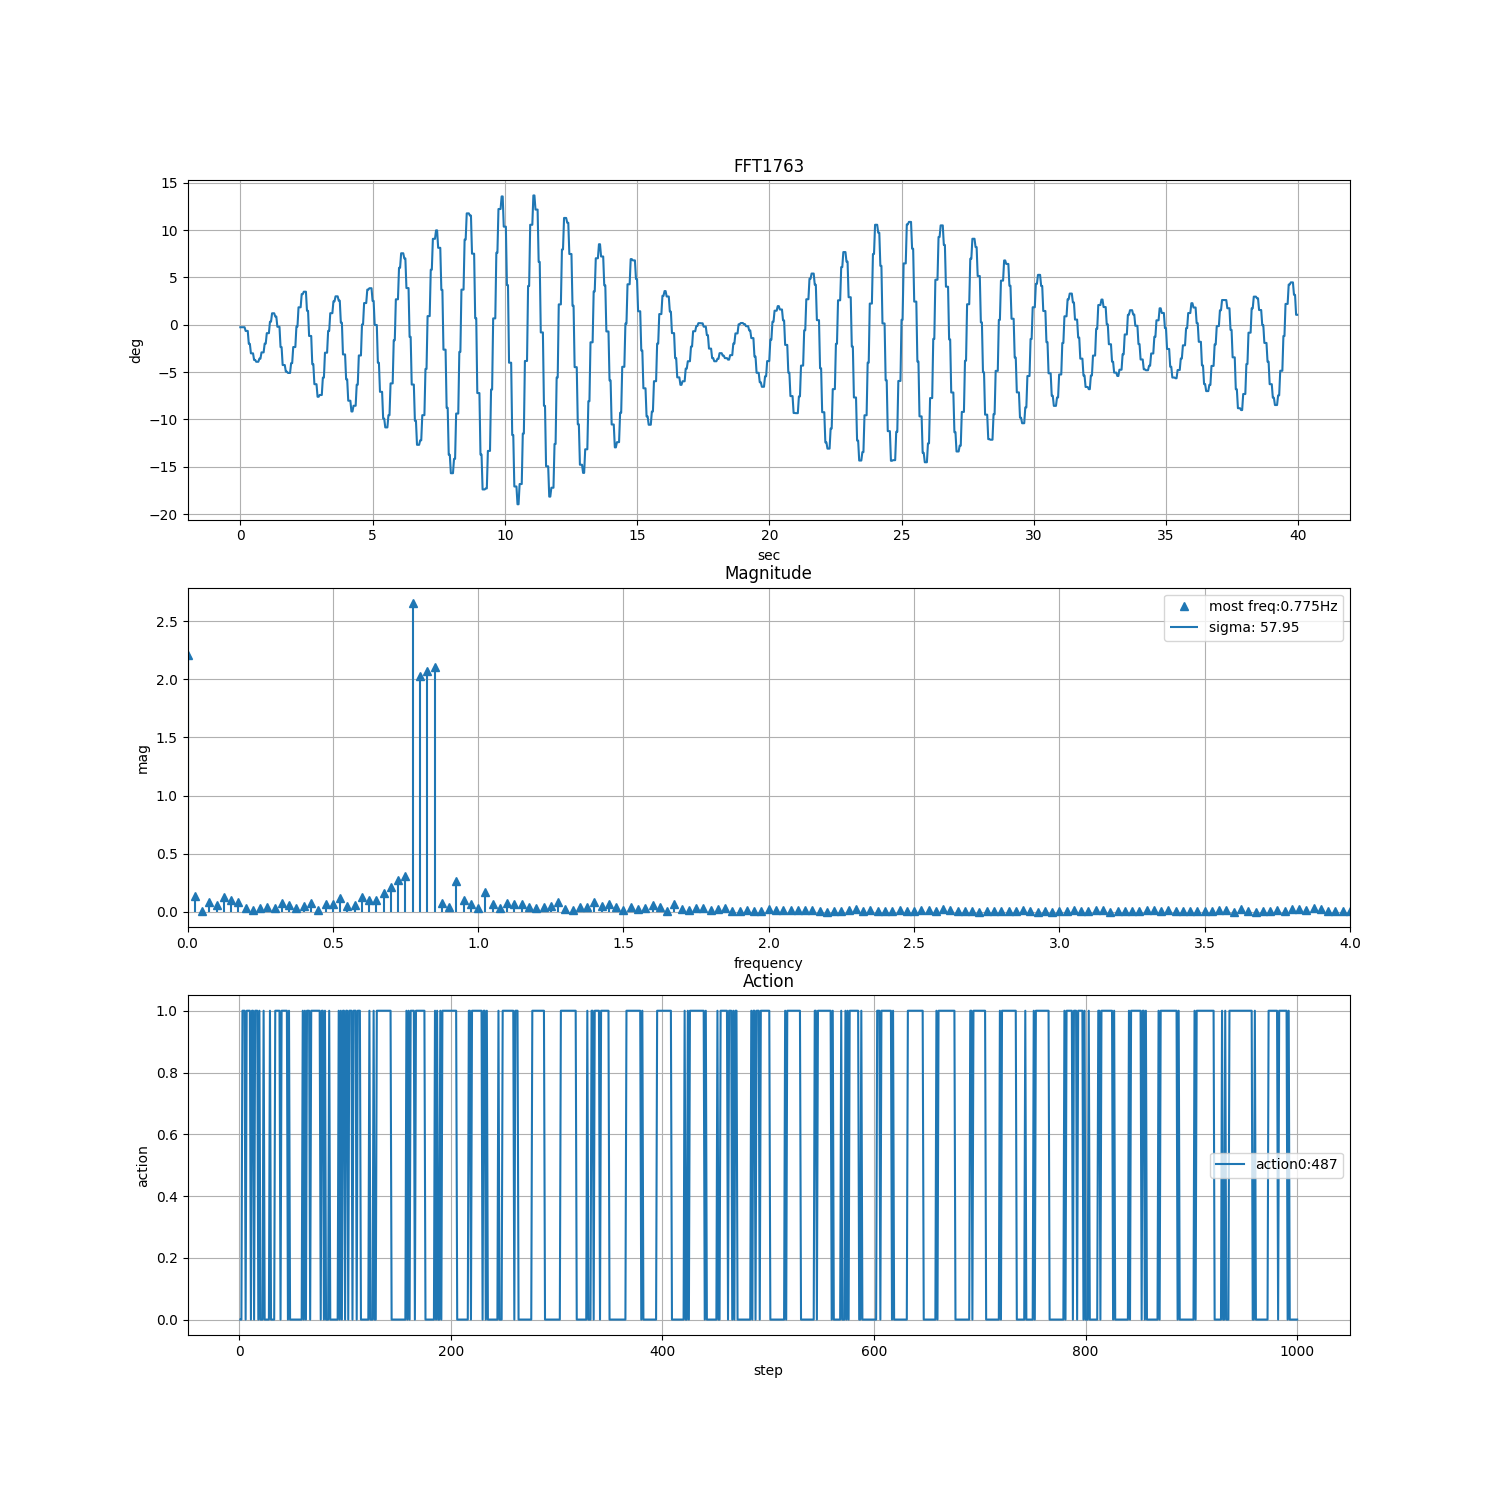 FFT1763
15
10
5
0
−5
−10
−15
−20
deg
0 5 10 15 20 25 30 35 40
sec
Magnitude
most freq:0.775Hz
sigma: 57.95
2.5
2.0
1.5
1.0
0.5
0.0
mag
0.0 0.5 1.0 1.5 2.0 2.5 3.0 3.5 4.0
frequency
Action
1.0
0.8
0.6
0.4
0.2
0.0
action
action0:487
0 200 400 600 800 1000
step